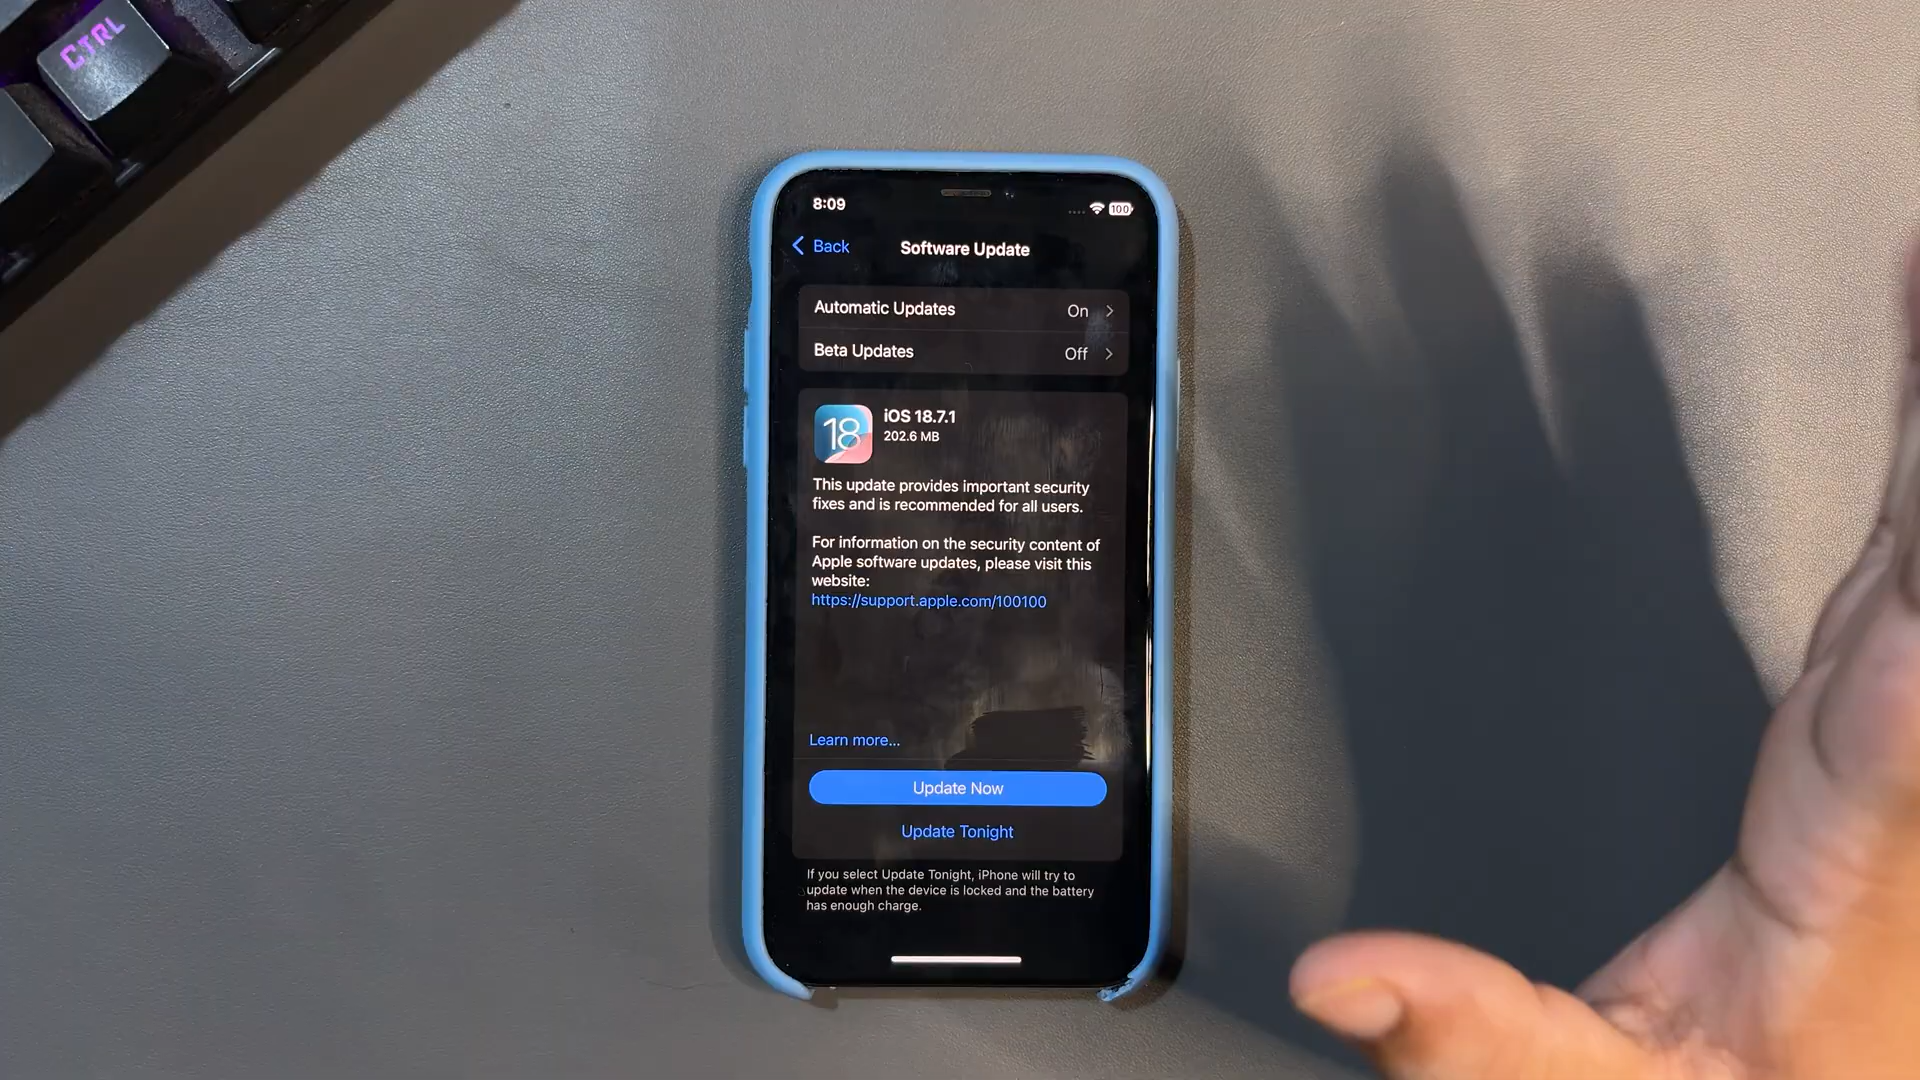 CTRL
8:09
100
Back
Software Update
Automatic Updates On
Beta Updates Off
18
iOS 18.7.1
202.6 MB
This update provides important security
fixes and is recommended for all users.
For information on the security content of
Apple software updates, please visit this
website:
https://support.apple.com/100100
Learn more...
Update Now
Update Tonight
If you select Update Tonight, iPhone will try to
update when the device is locked and the battery
has enough charge.